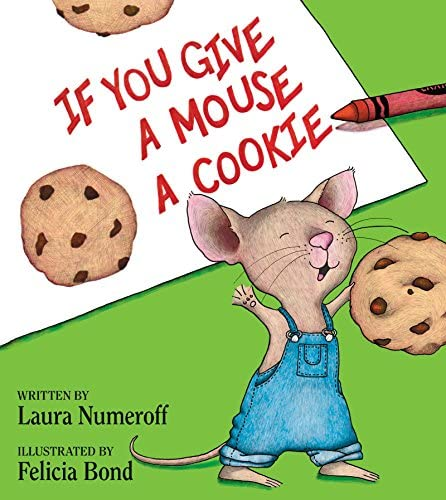 IF YOU GIVE
A MOUSE
A COOKIE
WRITTEN BY
Laura Numeroff
ILLUSTRATED BY
Felicia Bond